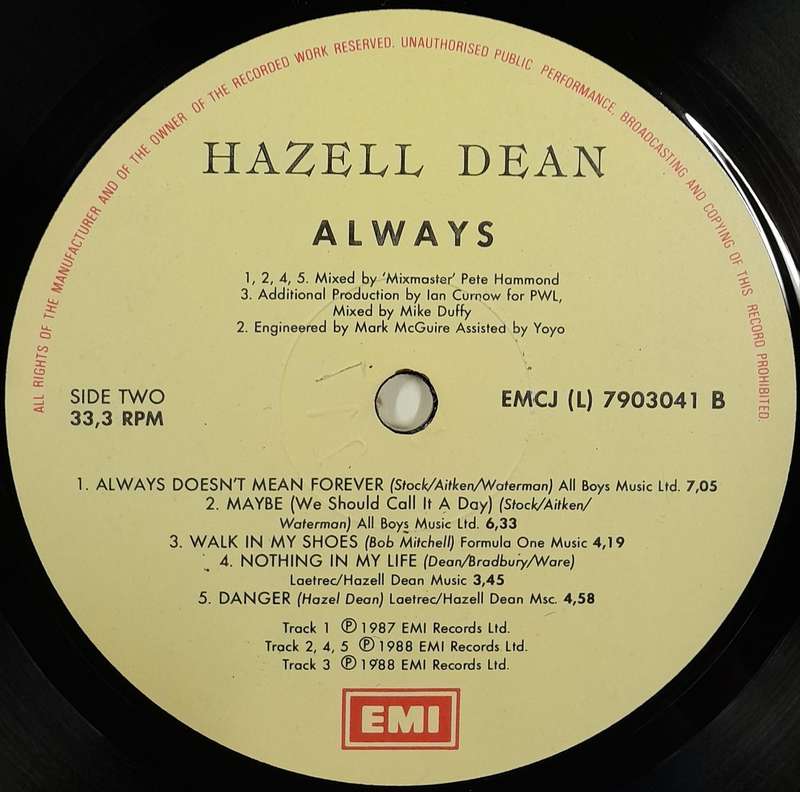 ALL RIGHTS OF THE MANUFACTURER AND OF THE OWNER OF THE RECORDED WORK RESERVED. UNAUTHORISED PUBLIC PERFORMANCE, BROADCASTING AND COPYING OF THIS RECORD PROHIBITED.
HAZELL DEAN
ALWAYS
1, 2, 4, 5. Mixed by 'Mixmaster' Pete Hammond
3. Additional Production by Ian Curnow for PWL,
Mixed by Mike Duffy
2. Engineered by Mark McGuire Assisted by Yoyo
SIDE TWO
33,3 RPM
EMCJ (L) 7903041 B
1. ALWAYS DOESN'T MEAN FOREVER (Stock/Aitken/Waterman) All Boys Music Ltd. 7,05
2. MAYBE (We Should Call It A Day) (Stock/Aitken/
Waterman) All Boys Music Ltd. 6,33
3. WALK IN MY SHOES (Bob Mitchell) Formula One Music 4,19
4. NOTHING IN MY LIFE (Dean/Bradbury/Ware)
Laetrec/Hazell Dean Music 3,45
5. DANGER (Hazel Dean) Laetrec/Hazell Dean Msc. 4,58
Track 1 Ⓟ 1987 EMI Records Ltd.
Track 2, 4, 5 Ⓟ 1988 EMI Records Ltd.
Track 3 Ⓟ 1988 EMI Records Ltd.
EMI